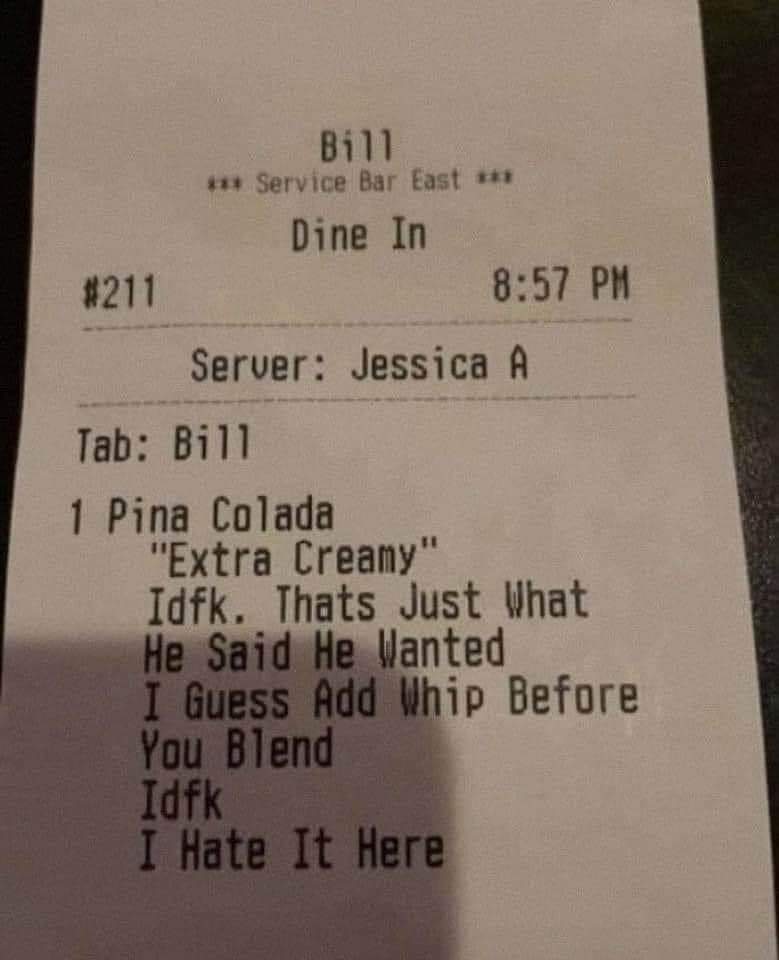 Bill
*** Service Bar East ***
Dine In
#211 8:57 PM
Server: Jessica A
Tab: Bill
1 Pina Colada
"Extra Creamy"
Idfk. Thats Just What
He Said He Wanted
I Guess Add Whip Before
You Blend
Idfk
I Hate It Here